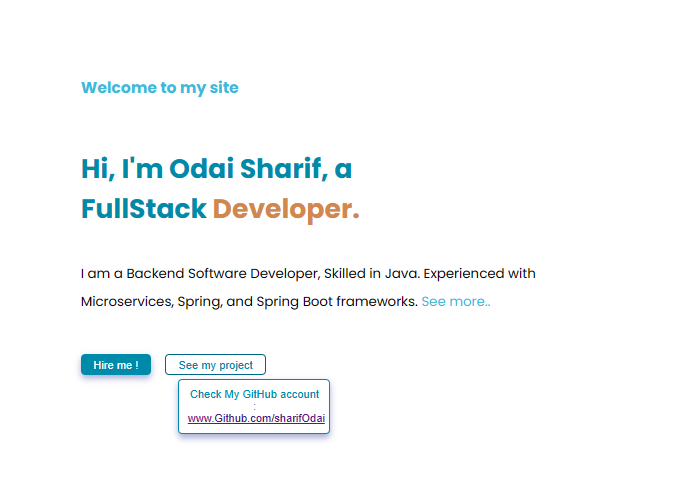 Welcome to my site
Hi, I'm Odai Sharif, a
FullStack Developer.
I am a Backend Software Developer, Skilled in Java. Experienced with
Microservices, Spring, and Spring Boot frameworks. See more..
Hire me !
See my project
Check My GitHub account
:
www.Github.com/sharifOdai